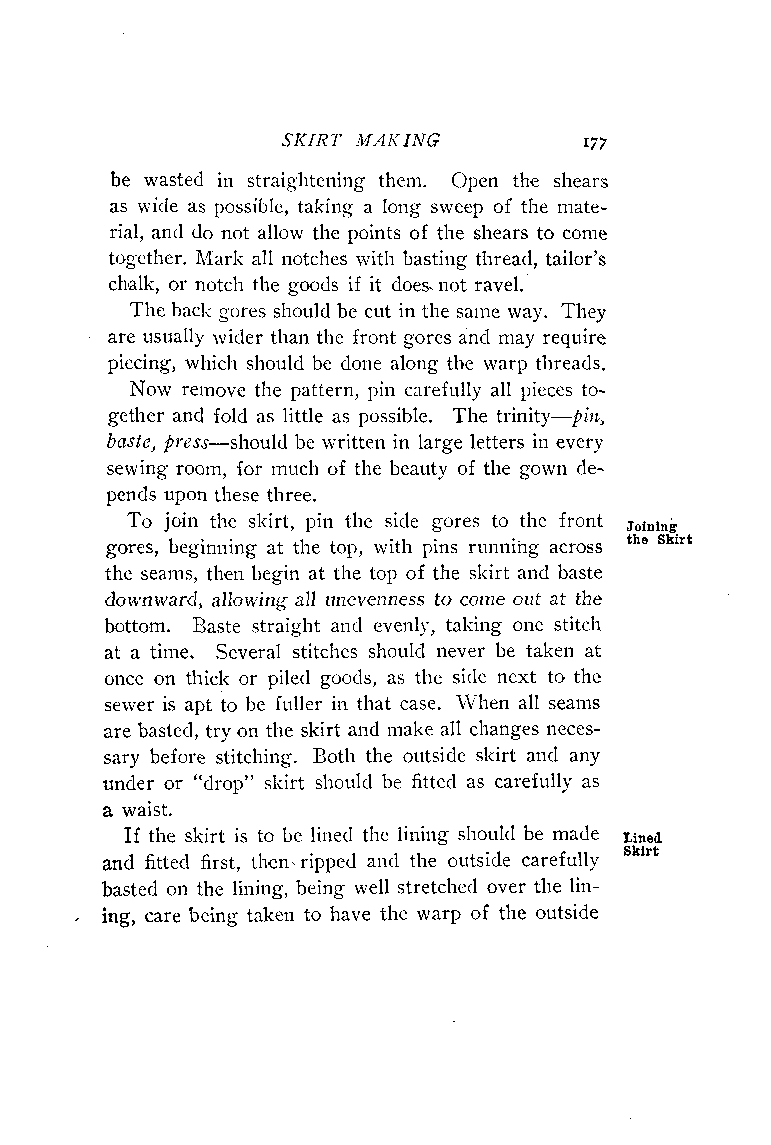 SKIRT MAKING 177
be wasted in straightening them. Open the shears
as wide as possible, taking a long sweep of the mate-
rial, and do not allow the points of the shears to come
together. Mark all notches with basting thread, tailor's
chalk, or notch the goods if it does not ravel.
The back gores should be cut in the same way. They
are usually wider than the front gores and may require
piecing, which should be done along the warp threads.
Now remove the pattern, pin carefully all pieces to-
gether and fold as little as possible. The trinity—pin,
baste, press—should be written in large letters in every
sewing room, for much of the beauty of the gown de-
pends upon these three.
To join the skirt, pin the side gores to the front
Joining
the Skirt
gores, beginning at the top, with pins running across
the seams, then begin at the top of the skirt and baste
downward, allowing all unevenness to come out at the
bottom. Baste straight and evenly, taking one stitch
at a time. Several stitches should never be taken at
once on thick or piled goods, as the side next to the
sewer is apt to be fuller in that case. When all seams
are basted, try on the skirt and make all changes neces-
sary before stitching. Both the outside skirt and any
under or "drop" skirt should be fitted as carefully as
a waist.
If the skirt is to be lined the lining should be made
Lined
Skirt
and fitted first, then ripped and the outside carefully
basted on the lining, being well stretched over the lin-
ing, care being taken to have the warp of the outside